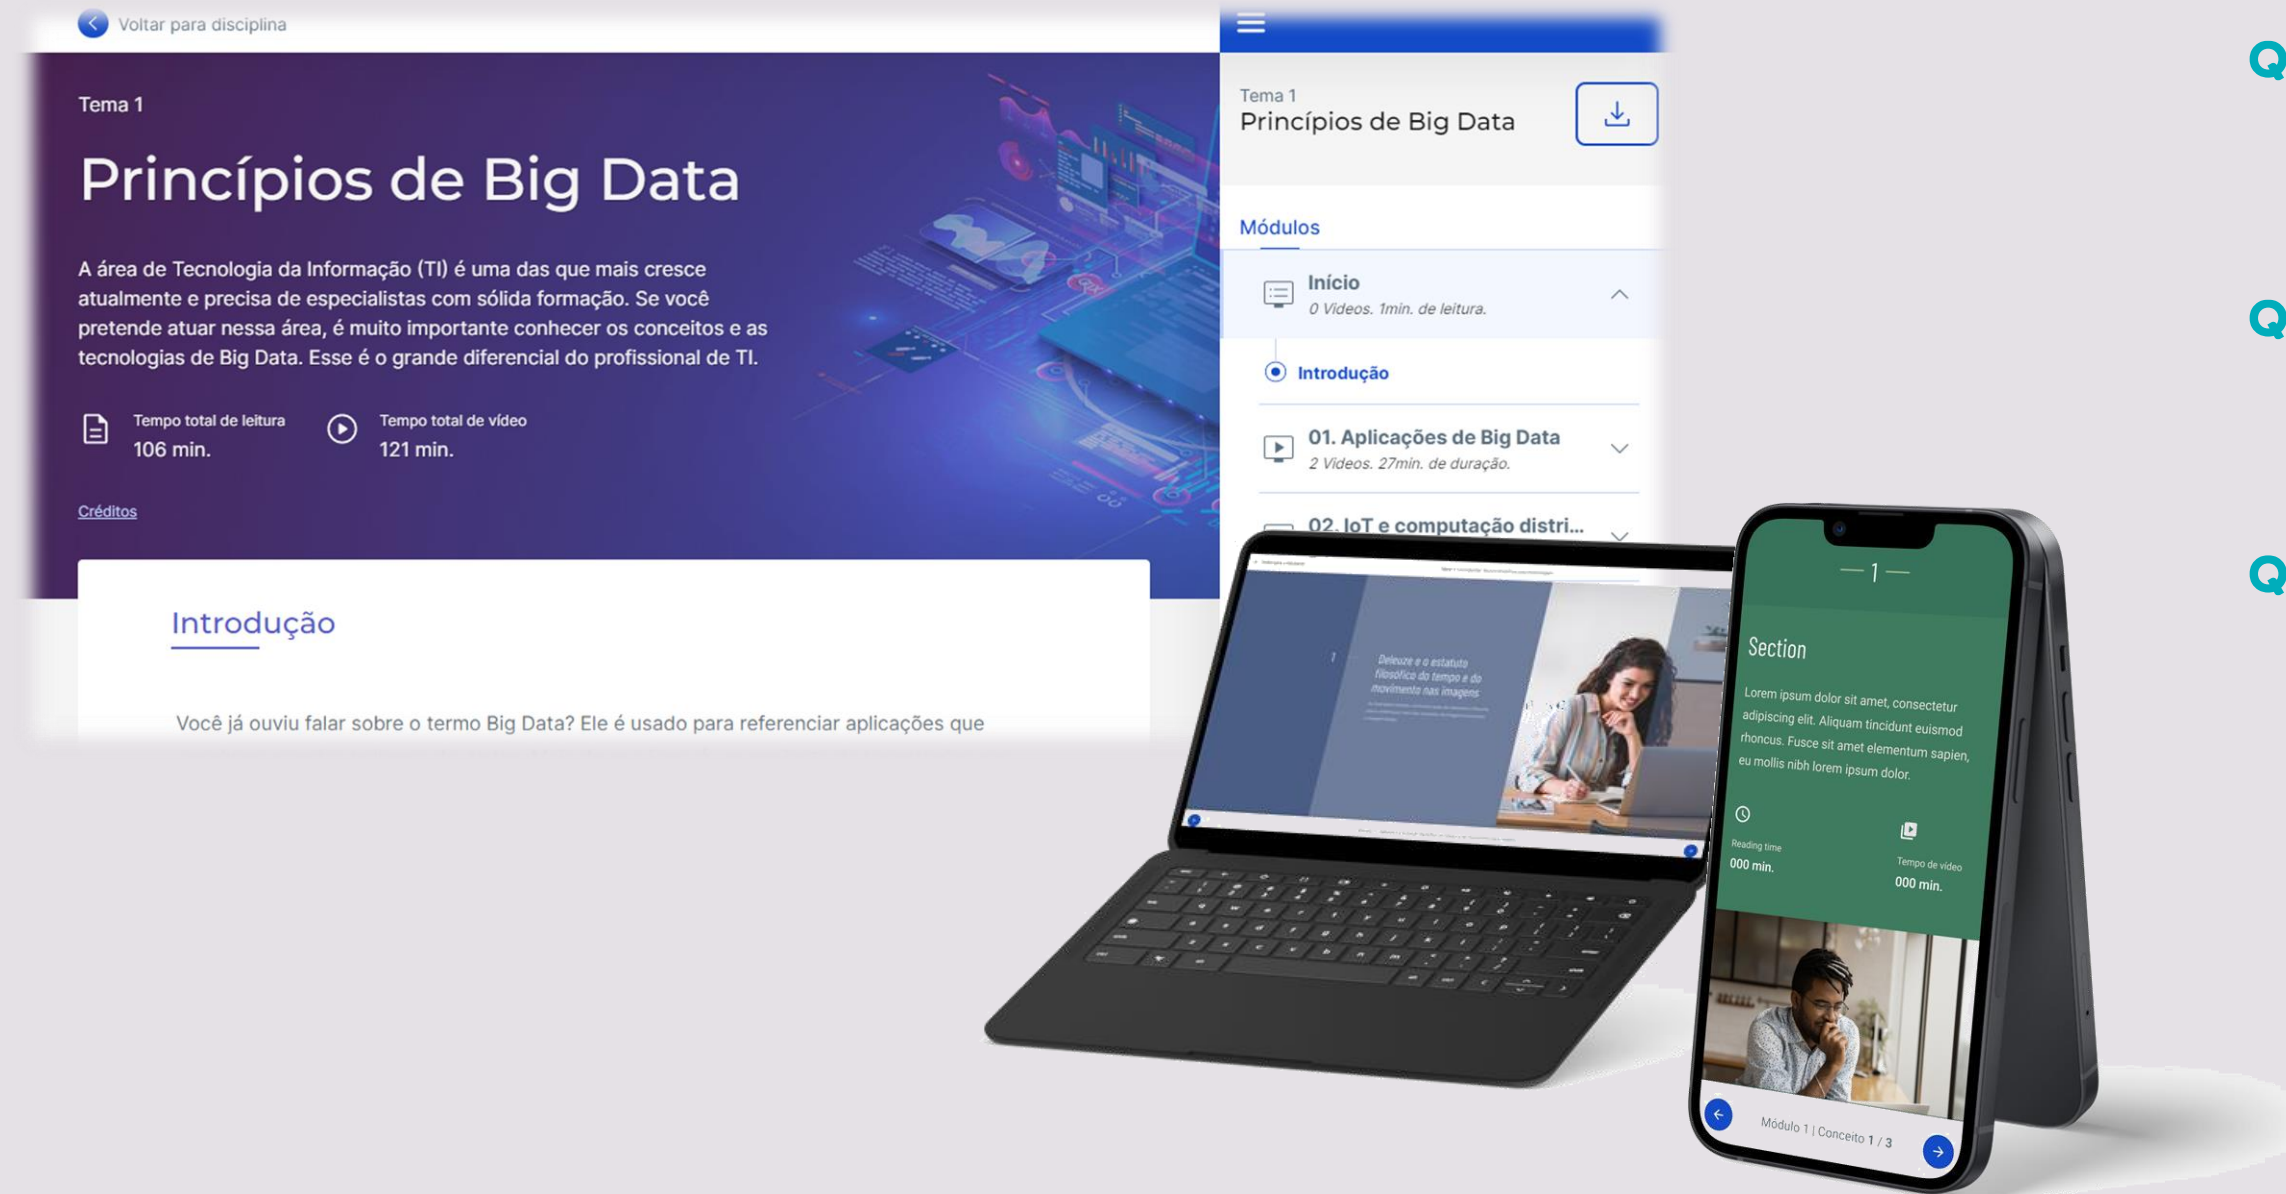 Voltar para disciplina
Tema 1
Princípios de Big Data
A área de Tecnologia da Informação (TI) é uma das que mais cresce
atualmente e precisa de especialistas com sólida formação. Se você
pretende atuar nessa área, é muito importante conhecer os conceitos e as
tecnologias de Big Data. Esse é o grande diferencial do profissional de TI.
Tempo total de leitura
106 min.
Tempo total de vídeo
121 min.
Créditos
Introdução
Você já ouviu falar sobre o termo Big Data? Ele é usado para referenciar aplicações que
Tema 1
Princípios de Big Data
Módulos
Início
0 Videos. 1min. de leitura.
Introdução
01. Aplicações de Big Data
2 Videos. 27min. de duração.
02. IoT e computação distri...
1
Deleuze e o estatuto
filosófico do tempo e do
movimento nas imagens
— 1 —
Section
Lorem ipsum dolor sit amet, consectetur
adipiscing elit. Aliquam tincidunt euismod
rhoncus. Fusce sit amet elementum sapien,
eu mollis nibh lorem ipsum dolor.
Reading time
000 min.
Tempo de vídeo
000 min.
Módulo 1 | Conceito 1 / 3
Q
Q
Q